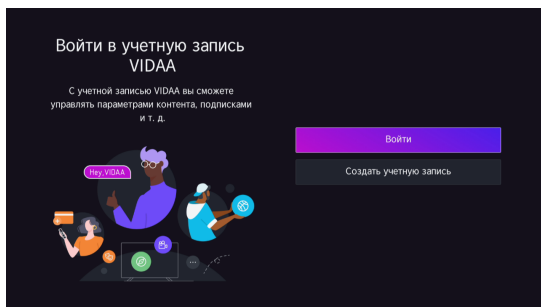 Войти в учетную запись
VIDAA
С учетной записью VIDAA вы сможете
управлять параметрами контента, подписками
и т. д.
Hey,VIDAA
Войти
Создать учетную запись